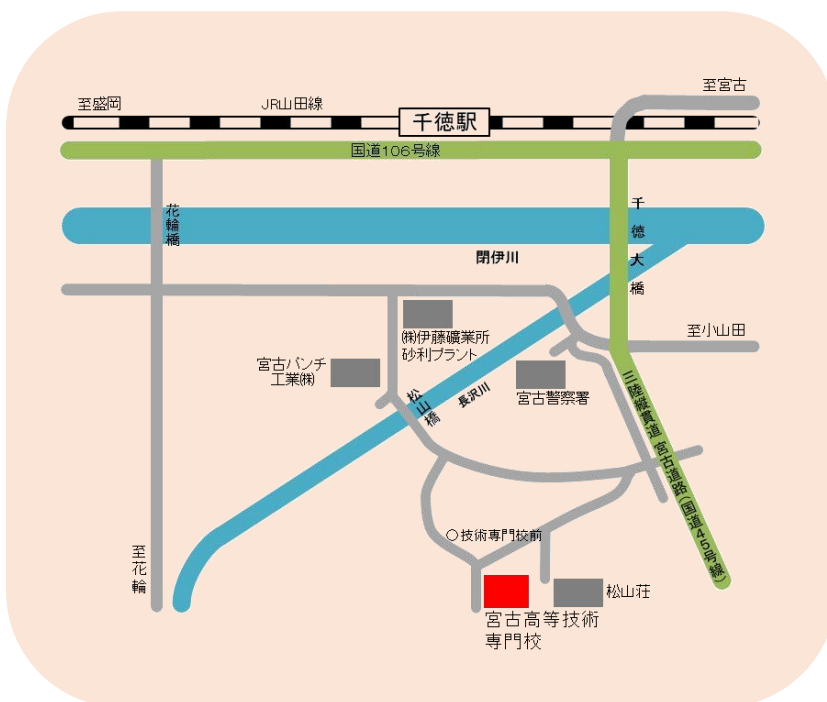 至宮古
至盛岡
JR山田線
千徳駅
国道106号線
花輪橋
千徳大橋
閉伊川
㈱伊藤礦業所
砂利プラント
至小山田
宮古パンチ
工業㈱
宮古警察署
松山橋
長沢川
三陸縦貫道 宮古道路(国道45号線)
至花輪
○技術専門校前
松山荘
宮古高等技術
専門校